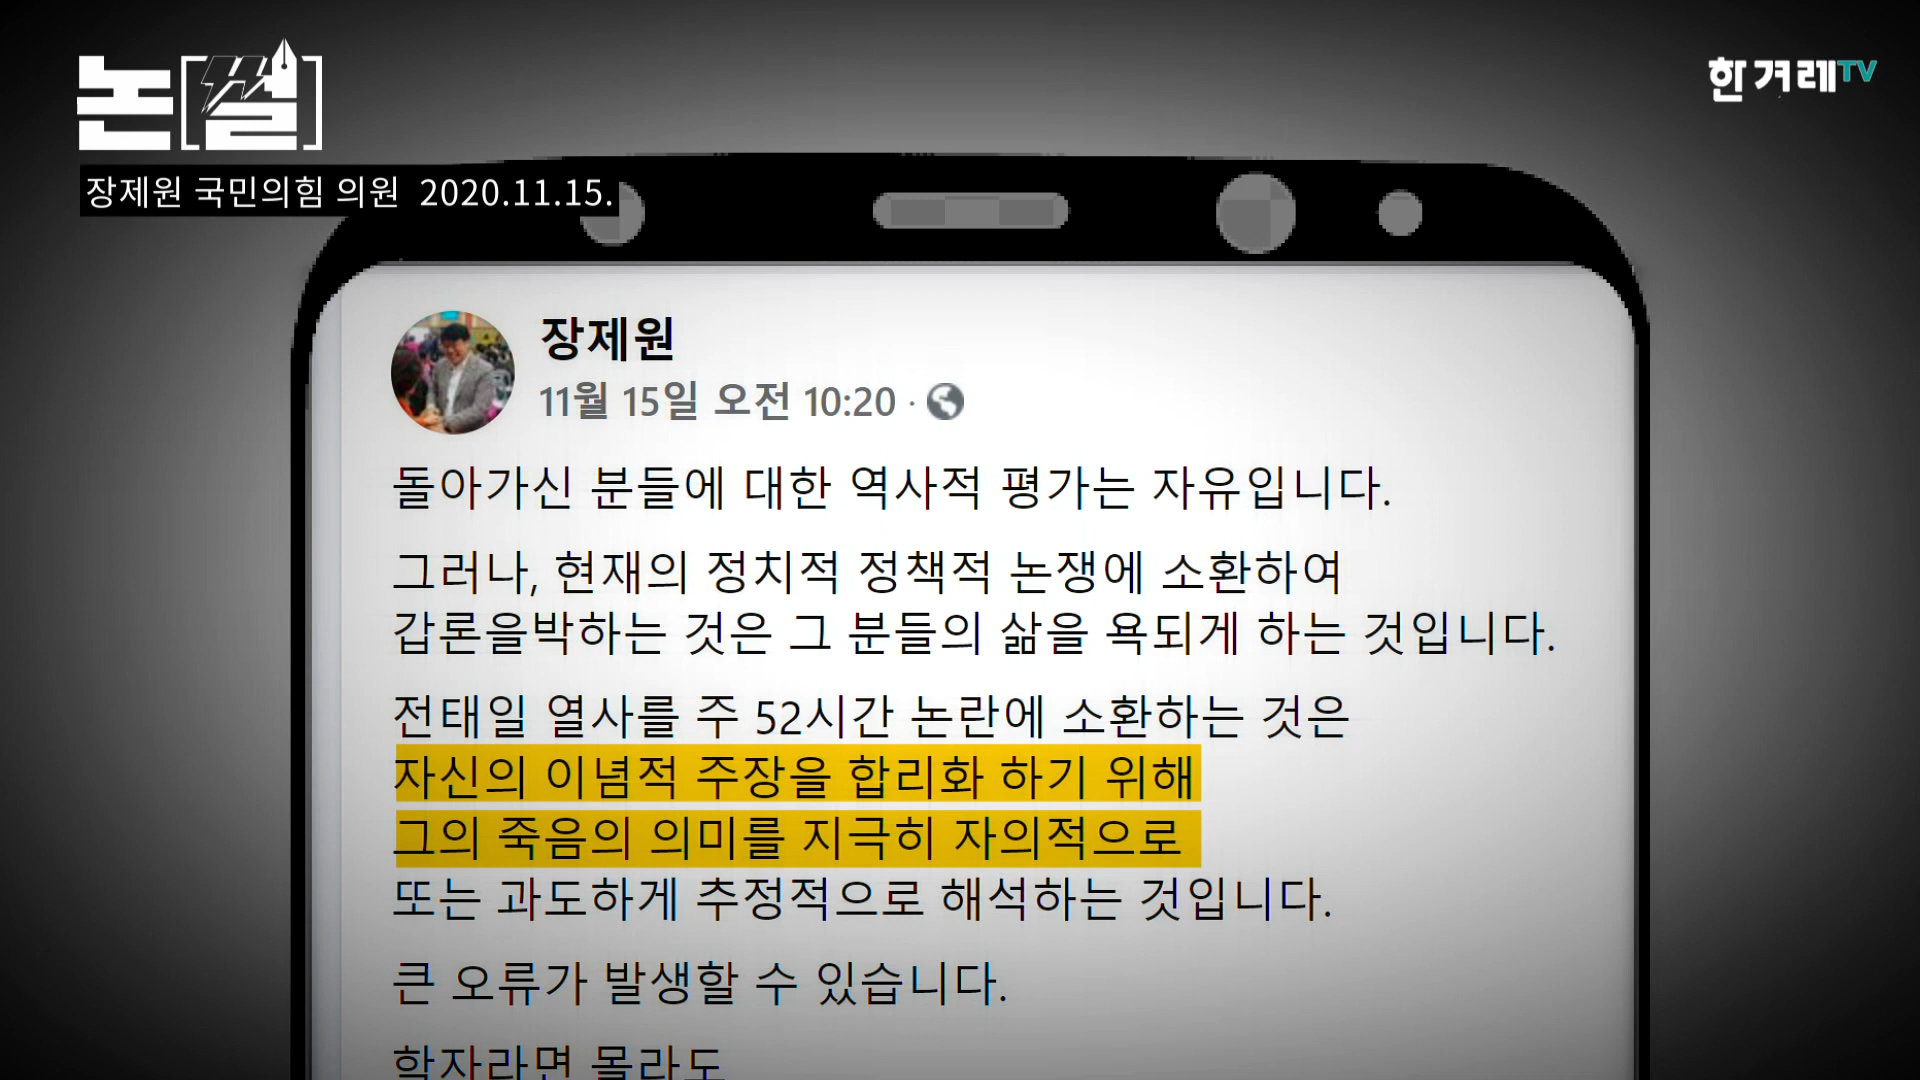 논[썰]
한겨레TV
장제원 국민의힘 의원 2020.11.15.
장제원
11월 15일 오전 10:20 ·
돌아가신 분들에 대한 역사적 평가는 자유입니다.
그러나, 현재의 정치적 정책적 논쟁에 소환하여
갑론을박하는 것은 그 분들의 삶을 욕되게 하는 것입니다.
전태일 열사를 주 52시간 논란에 소환하는 것은
자신의 이념적 주장을 합리화 하기 위해
그의 죽음의 의미를 지극히 자의적으로
또는 과도하게 추정적으로 해석하는 것입니다.
큰 오류가 발생할 수 있습니다.
학자라면 몰라도